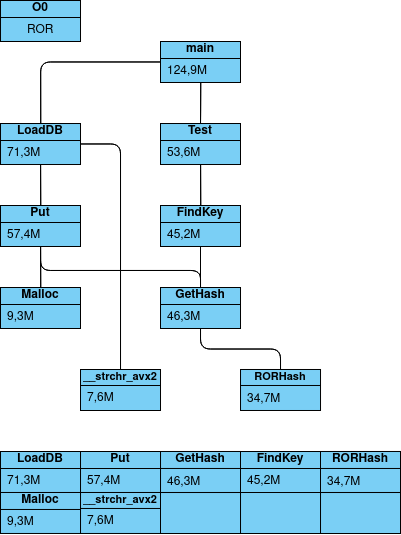 O0
ROR
main
124,9M
LoadDB
71,3M
Test
53,6M
Put
57,4M
FindKey
45,2M
Malloc
9,3M
GetHash
46,3M
__strchr_avx2
7,6M
RORHash
34,7M
LoadDB Put GetHash FindKey RORHash
71,3M 57,4M 46,3M 45,2M 34,7M
Malloc __strchr_avx2
9,3M 7,6M